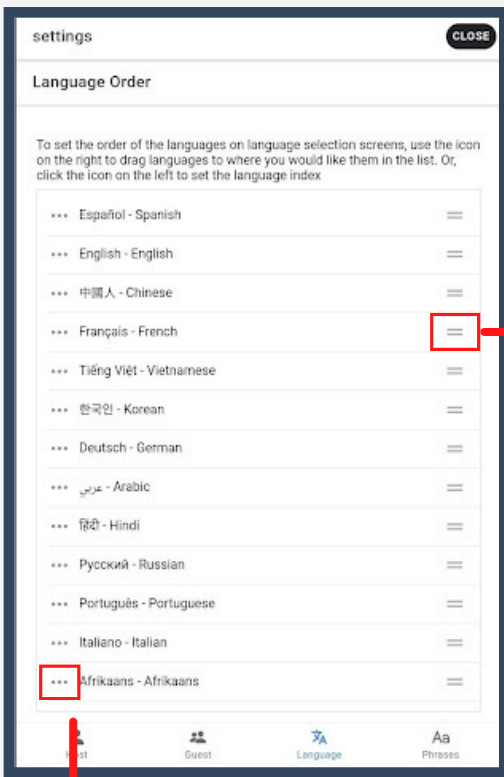 settings
CLOSE
Language Order
To set the order of the languages on language selection screens, use the icon
on the right to drag languages to where you would like them in the list. Or,
click the icon on the left to set the language index
Español - Spanish
English - English
中國人 - Chinese
Français - French
Tiếng Việt - Vietnamese
한국인 - Korean
Deutsch - German
عربي - Arabic
हिंदी - Hindi
Русский - Russian
Português - Portuguese
Italiano - Italian
Afrikaans - Afrikaans
Guest
Language
Aa
Phrases